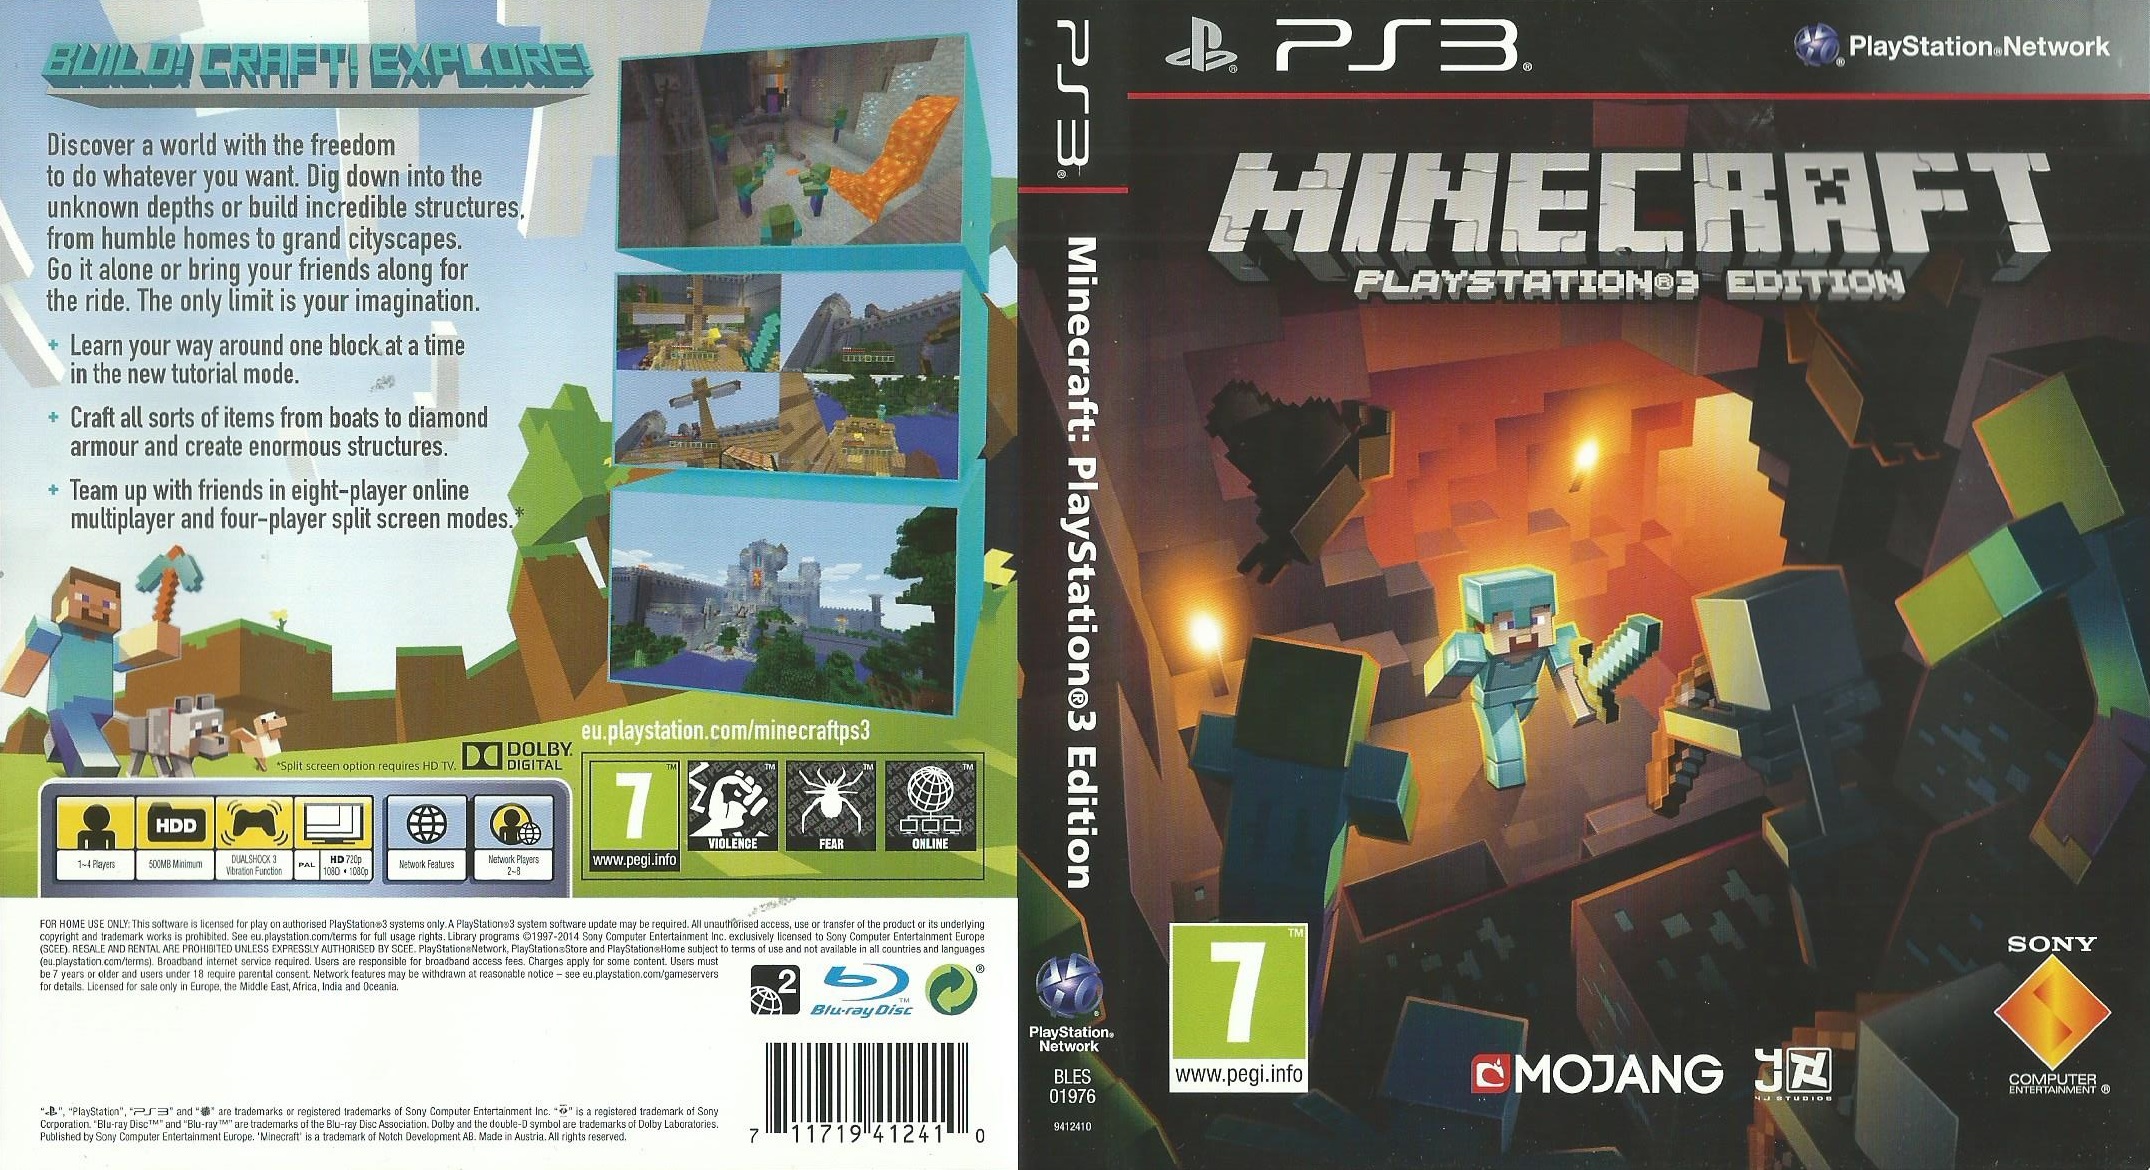 BUILD! CRAFT! EXPLORE!
Discover a world with the freedom
to do whatever you want. Dig down into the
unknown depths or build incredible structures,
from humble homes to grand cityscapes.
Go it alone or bring your friends along for
the ride. The only limit is your imagination.
+ Learn your way around one block at a time
in the new tutorial mode.
+ Craft all sorts of items from boats to diamond
armour and create enormous structures.
+ Team up with friends in eight-player online
multiplayer and four-player split screen modes.*
eu.playstation.com/minecraftps3
*Split screen option requires HD TV.
DOLBY
DIGITAL
1-4 Players
HDD
500MB Minimum
DUALSHOCK 3
Vibration Function
PAL
HD 720p
1080i • 1080p
Network Features
Network Players
2-8
7
www.pegi.info
VIOLENCE
FEAR
ONLINE
FOR HOME USE ONLY: This software is licensed for play on authorised PlayStation®3 systems only. A PlayStation®3 system software update may be required. All unauthorised access, use or transfer of the product or its underlying
copyright and trademark works is prohibited. See eu.playstation.com/terms for full usage rights. Library programs ©1997-2014 Sony Computer Entertainment Inc. exclusively licensed to Sony Computer Entertainment Europe
(SCEE). RESALE AND RENTAL ARE PROHIBITED UNLESS EXPRESSLY AUTHORISED BY SCEE. PlayStation®Network, PlayStation®Store and PlayStation®Home subject to terms of use and not available in all countries and languages
(eu.playstation.com/terms). Broadband internet service required. Users are responsible for broadband access fees. Charges apply for some content. Users must
be 7 years or older and users under 18 require parental consent. Network features may be withdrawn at reasonable notice – see eu.playstation.com/gameservers
for details. Licensed for sale only in Europe, the Middle East, Africa, India and Oceania.
2
Blu-ray Disc™
"PlayStation", "PS3" and " " are trademarks or registered trademarks of Sony Computer Entertainment Inc. " " is a registered trademark of Sony
Corporation. "Blu-ray Disc™" and "Blu-ray™" are trademarks of the Blu-ray Disc Association. Dolby and the double-D symbol are trademarks of Dolby Laboratories.
Published by Sony Computer Entertainment Europe. 'Minecraft' is a trademark of Notch Development AB. Made in Austria. All rights reserved.
7 11719 41241 0
PS3®
Minecraft: PlayStation®3 Edition
PlayStation®
Network
BLES
01976
9412410
PS3®
PlayStation®Network
MINECRAFT
PLAYSTATION®3 EDITION
7™
www.pegi.info
MOJANG
4J STUDIOS
SONY
COMPUTER
ENTERTAINMENT®